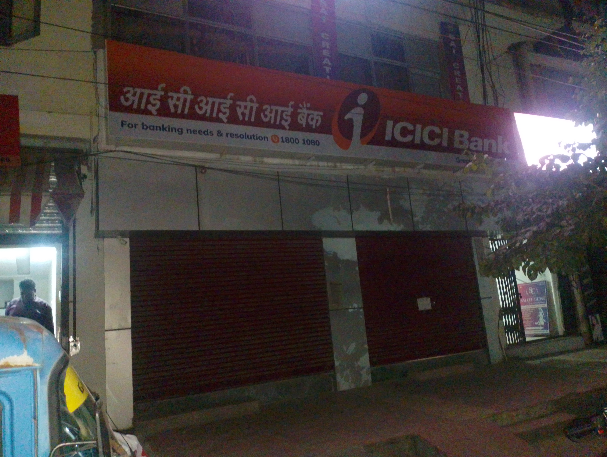 आई सी आई सी आई बैंक
For banking needs & resolution 1800 1080
ICICI Bank